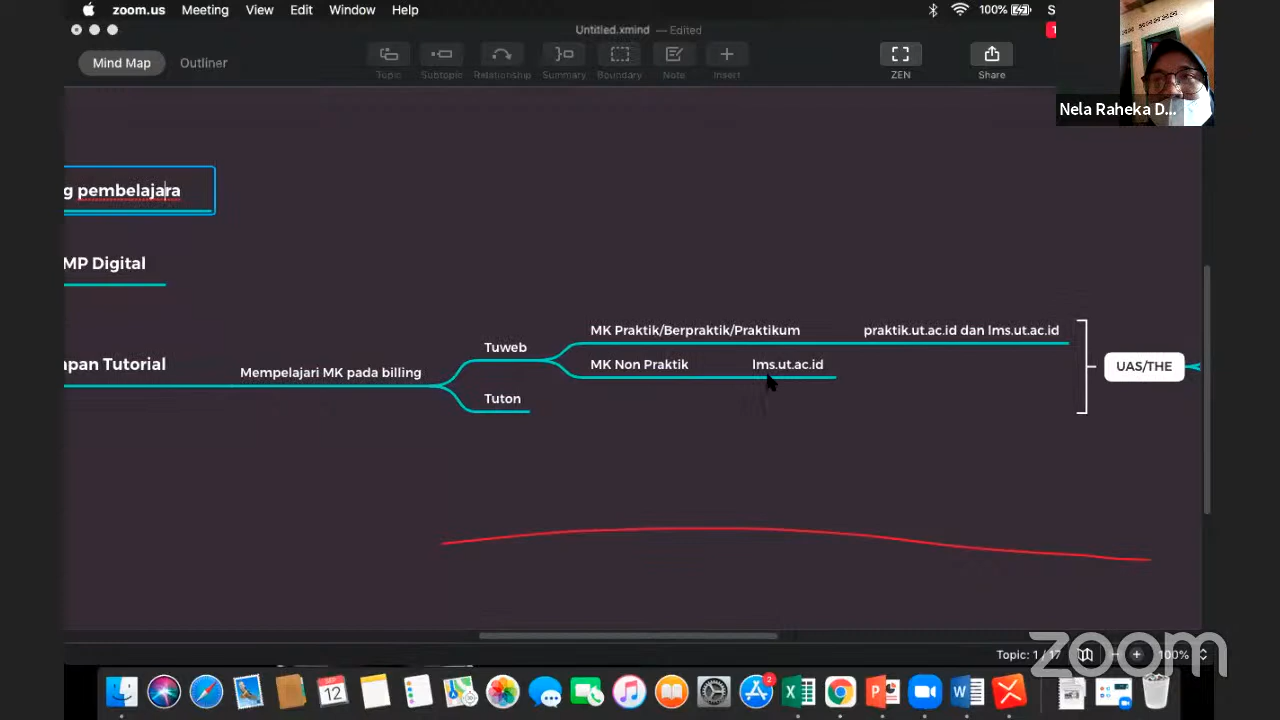 zoom.us Meeting View Edit Window Help 100% S
Untitled.xmind — Edited
Mind Map Outliner
Topic Subtopic Relationship Summary Boundary Note Insert ZEN Share
Nela Raheka D...
g pembelajara
MP Digital
MK Praktik/Berpraktik/Praktikum praktik.ut.ac.id dan lms.ut.ac.id
Tuweb
apan Tutorial Mempelajari MK pada billing MK Non Praktik lms.ut.ac.id UAS/THE
Tuton
Topic: 1 / 17 100%
zoom
SEP 12 2